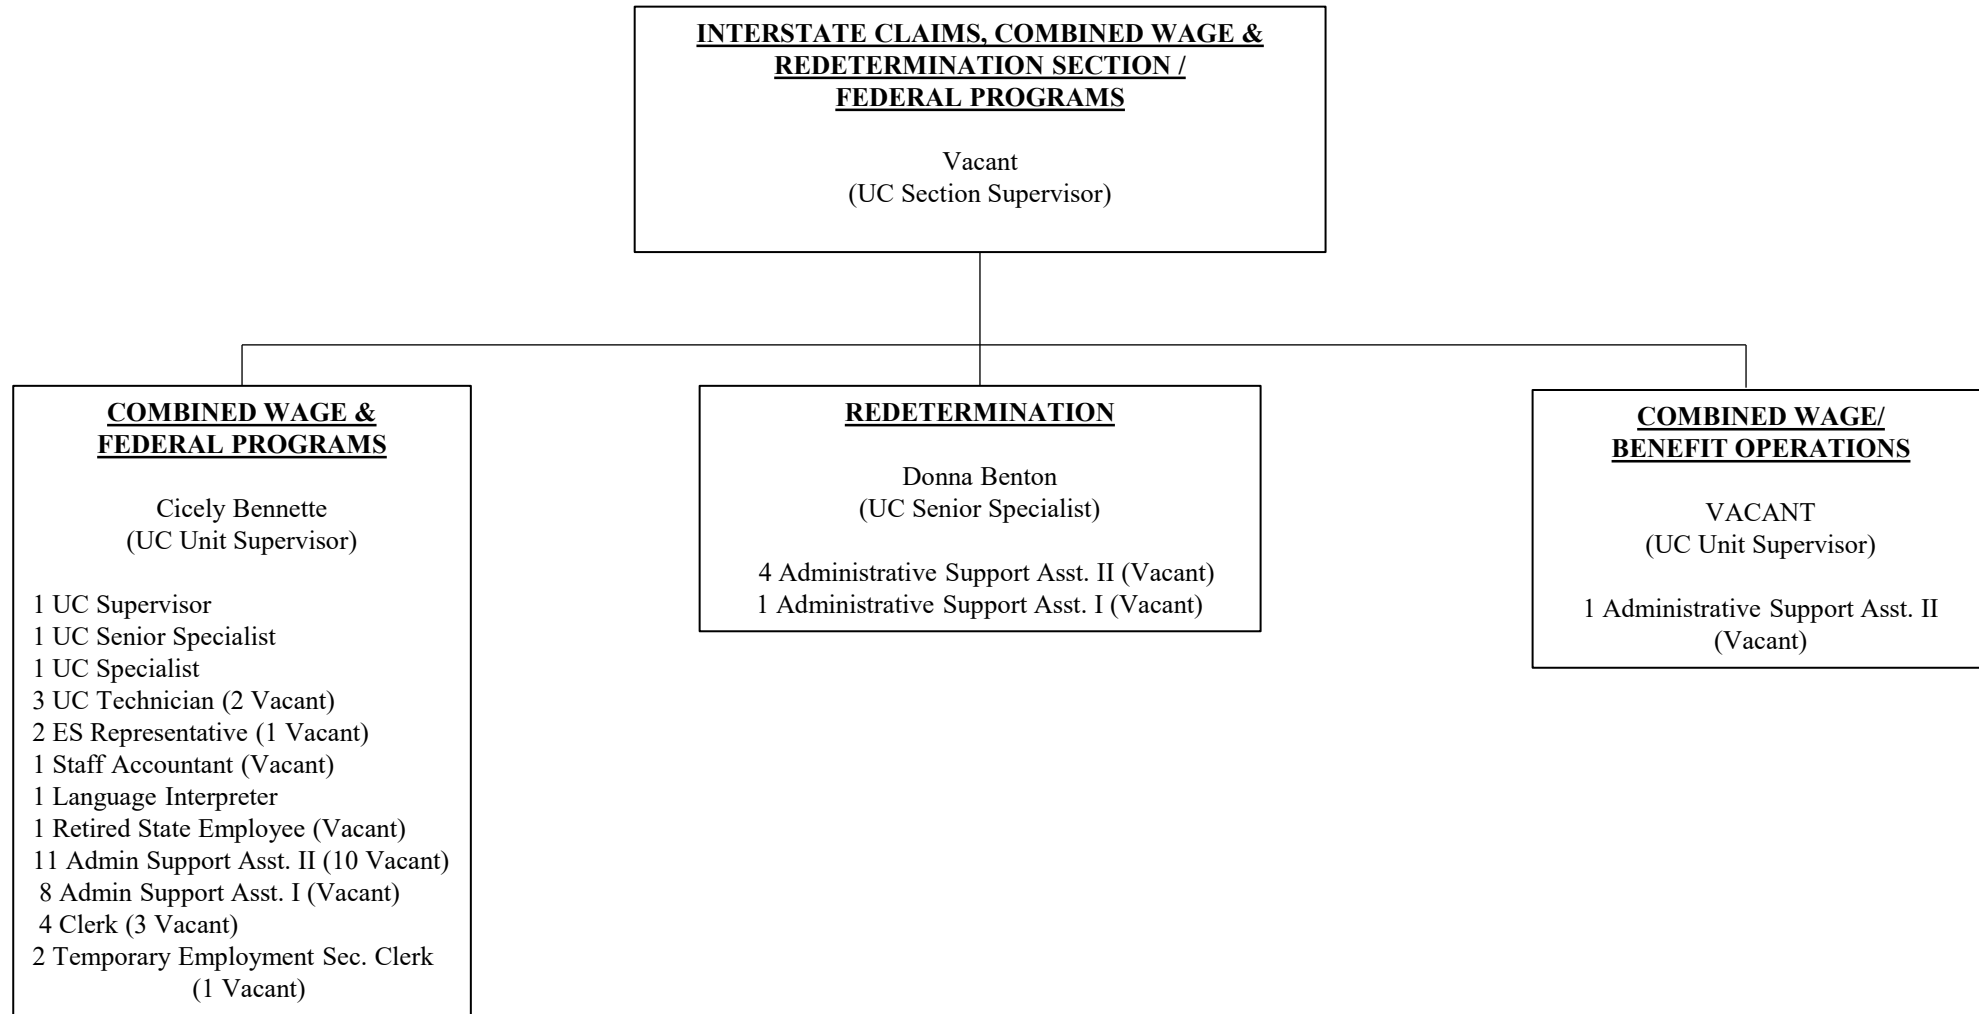 INTERSTATE CLAIMS, COMBINED WAGE &
REDETERMINATION SECTION /
FEDERAL PROGRAMS
Vacant
(UC Section Supervisor)
COMBINED WAGE &
FEDERAL PROGRAMS
Cicely Bennette
(UC Unit Supervisor)
1 UC Supervisor
1 UC Senior Specialist
1 UC Specialist
3 UC Technician (2 Vacant)
2 ES Representative (1 Vacant)
1 Staff Accountant (Vacant)
1 Language Interpreter
1 Retired State Employee (Vacant)
11 Admin Support Asst. II (10 Vacant)
8 Admin Support Asst. I (Vacant)
4 Clerk (3 Vacant)
2 Temporary Employment Sec. Clerk
(1 Vacant)
REDETERMINATION
Donna Benton
(UC Senior Specialist)
4 Administrative Support Asst. II (Vacant)
1 Administrative Support Asst. I (Vacant)
COMBINED WAGE/
BENEFIT OPERATIONS
VACANT
(UC Unit Supervisor)
1 Administrative Support Asst. II
(Vacant)